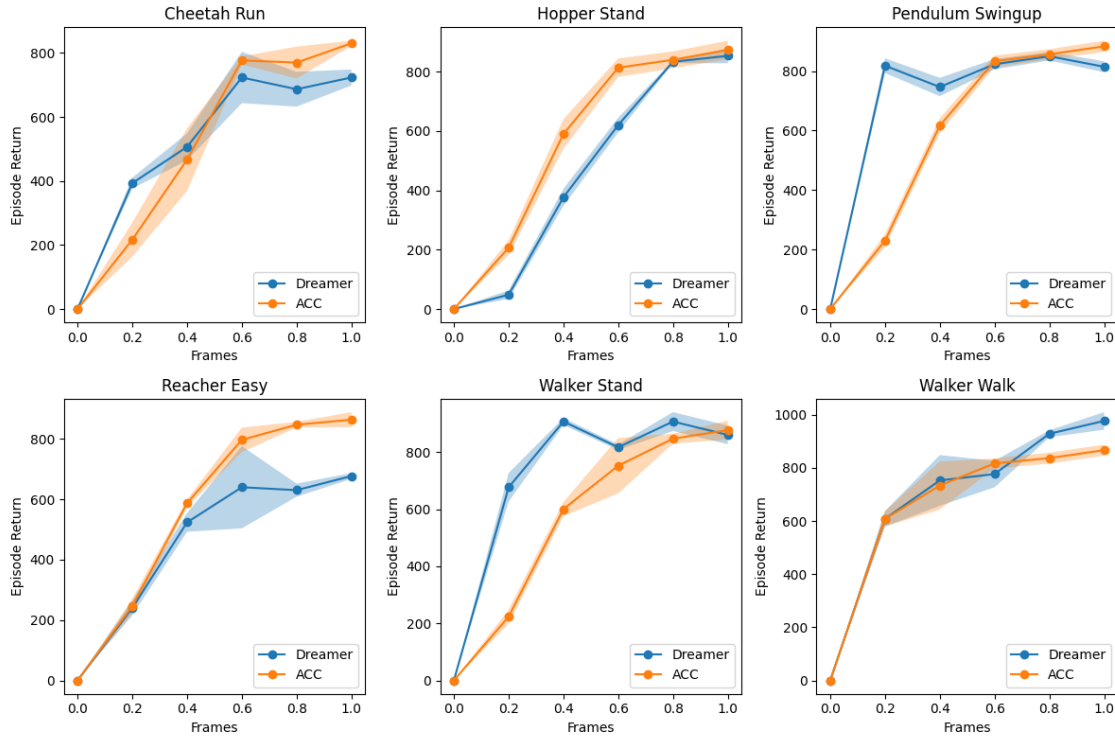 Cheetah Run
Episode Return
800
600
400
200
0
Dreamer
ACC
0.0 0.2 0.4 0.6 0.8 1.0
Frames
Hopper Stand
Episode Return
800
600
400
200
0
Dreamer
ACC
0.0 0.2 0.4 0.6 0.8 1.0
Frames
Pendulum Swingup
Episode Return
800
600
400
200
0
Dreamer
ACC
0.0 0.2 0.4 0.6 0.8 1.0
Frames
Reacher Easy
Episode Return
800
600
400
200
0
Dreamer
ACC
0.0 0.2 0.4 0.6 0.8 1.0
Frames
Walker Stand
Episode Return
800
600
400
200
0
Dreamer
ACC
0.0 0.2 0.4 0.6 0.8 1.0
Frames
Walker Walk
Episode Return
1000
800
600
400
200
0
Dreamer
ACC
0.0 0.2 0.4 0.6 0.8 1.0
Frames